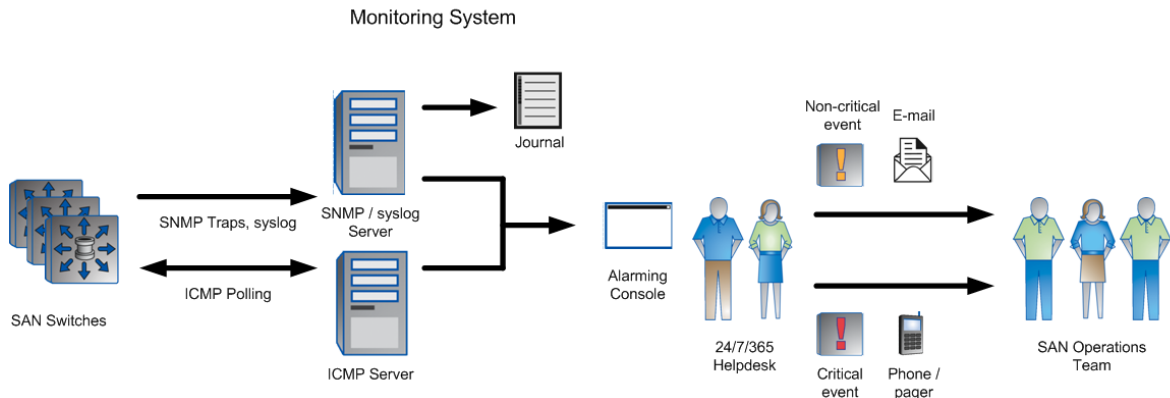 Monitoring System
Journal
SNMP Traps, syslog
SNMP / syslog
Server
ICMP Polling
SAN Switches
ICMP Server
Alarming
Console
24/7/365
Helpdesk
Non-critical
event
E-mail
Critical
event
Phone /
pager
SAN Operations
Team